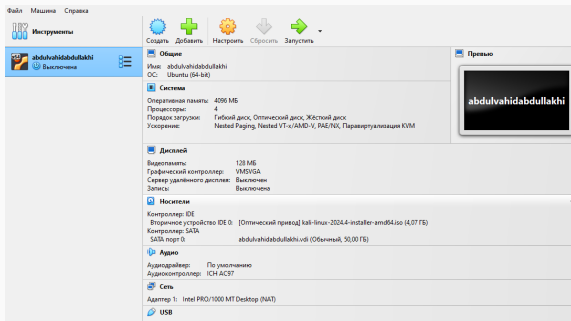 Файл Машина Справка
Инструменты
Создать Добавить Настроить Сбросить Запустить
abdulvahidabdullakhi
Выключена
Общие
Имя: abdulvahidabdullakhi
ОС: Ubuntu (64-bit)
Система
Оперативная память: 4096 МБ
Процессоры: 4
Порядок загрузки: Гибкий диск, Оптический диск, Жёсткий диск
Ускорение: Nested Paging, Nested VT-x/AMD-V, PAE/NX, Паравиртуализация KVM
Превью
abdulvahidabdullakhi
Дисплей
Видеопамять: 128 МБ
Графический контроллер: VMSVGA
Сервер удалённого дисплея: Выключен
Запись: Выключена
Носители
Контроллер: IDE
Вторичное устройство IDE 0: [Оптический привод] kali-linux-2024.4-installer-amd64.iso (4,07 ГБ)
Контроллер: SATA
SATA порт 0: abdulvahidabdullakhi.vdi (Обычный, 50,00 ГБ)
Аудио
Аудиодрайвер: По умолчанию
Аудиоконтроллер: ICH AC97
Сеть
Адаптер 1: Intel PRO/1000 MT Desktop (NAT)
USB